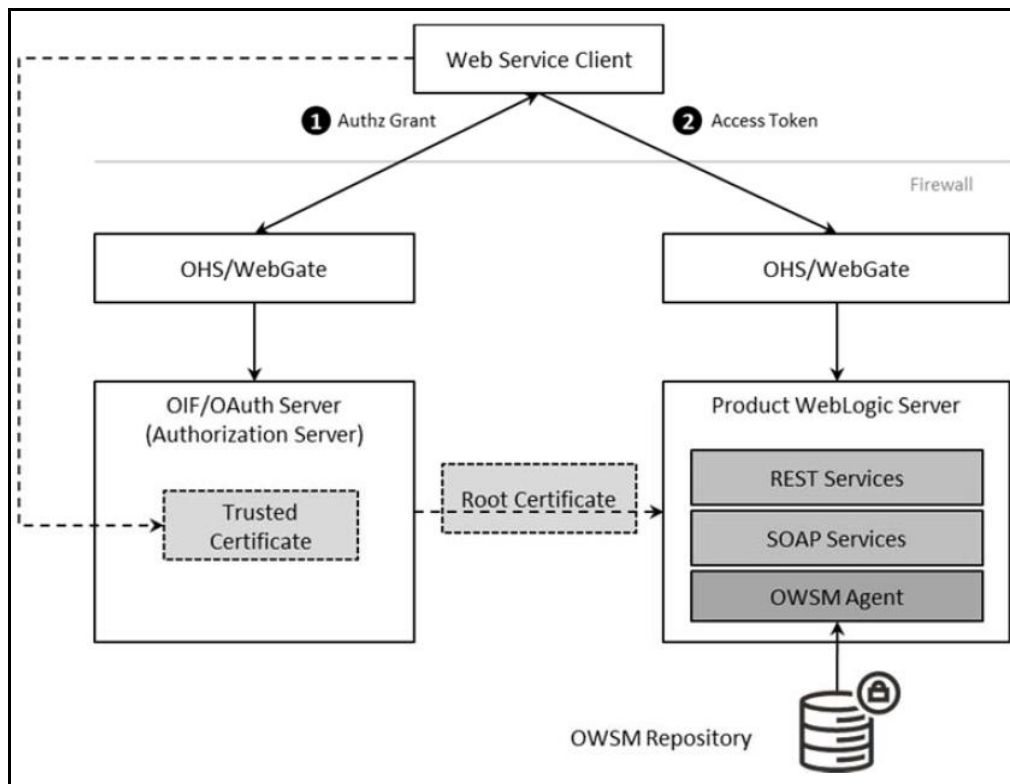 Web Service Client
1 Authz Grant
2 Access Token
Firewall
OHS/WebGate
OHS/WebGate
OIF/OAuth Server
(Authorization Server)
Trusted
Certificate
Root Certificate
Product WebLogic Server
REST Services
SOAP Services
OWSM Agent
OWSM Repository